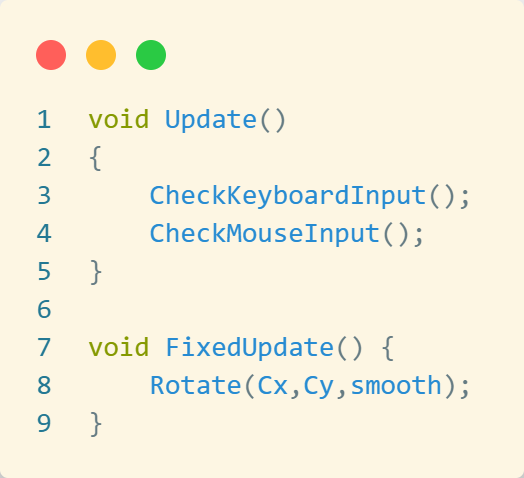 1 void Update()
2 {
3     CheckKeyboardInput();
4     CheckMouseInput();
5 }
6
7 void FixedUpdate() {
8     Rotate(Cx,Cy,smooth);
9 }